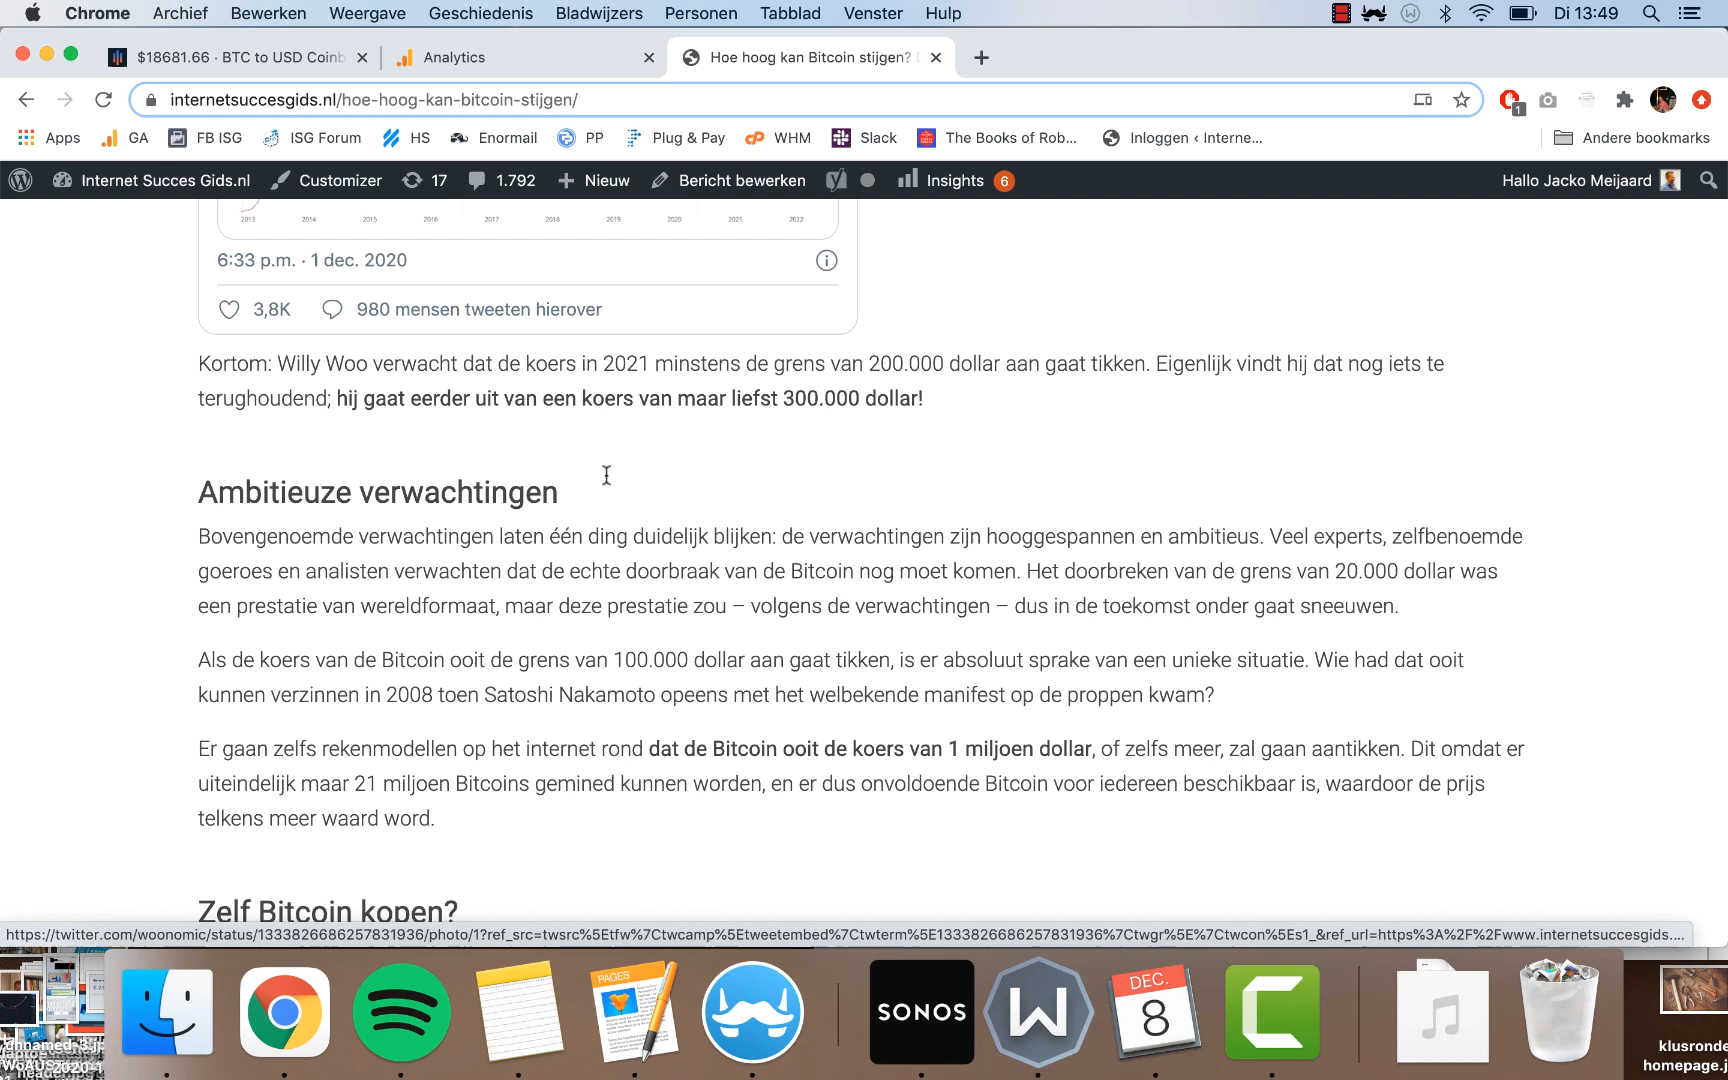 Chrome Archief Bewerken Weergave Geschiedenis Bladwijzers Personen Tabblad Venster Hulp Di 13:49
$18681.66 · BTC to USD Coinb
Analytics
Hoe hoog kan Bitcoin stijgen?
internetsuccesgids.nl/hoe-hoog-kan-bitcoin-stijgen/
1
Apps GA FB ISG ISG Forum HS Enormail PP Plug & Pay WHM Slack The Books of Rob... Inloggen ‹ Interne... Andere bookmarks
Internet Succes Gids.nl Customizer 17 1.792 Nieuw Bericht bewerken Insights 6 Hallo Jacko Meijaard
2013 2014 2015 2016 2017 2018 2019 2020 2021 2022
6:33 p.m. · 1 dec. 2020
3,8K 980 mensen tweeten hierover
Kortom: Willy Woo verwacht dat de koers in 2021 minstens de grens van 200.000 dollar aan gaat tikken. Eigenlijk vindt hij dat nog iets te
terughoudend; hij gaat eerder uit van een koers van maar liefst 300.000 dollar!
Ambitieuze verwachtingen
Bovengenoemde verwachtingen laten één ding duidelijk blijken: de verwachtingen zijn hooggespannen en ambitieus. Veel experts, zelfbenoemde
goeroes en analisten verwachten dat de echte doorbraak van de Bitcoin nog moet komen. Het doorbreken van de grens van 20.000 dollar was
een prestatie van wereldformaat, maar deze prestatie zou – volgens de verwachtingen – dus in de toekomst onder gaat sneeuwen.
Als de koers van de Bitcoin ooit de grens van 100.000 dollar aan gaat tikken, is er absoluut sprake van een unieke situatie. Wie had dat ooit
kunnen verzinnen in 2008 toen Satoshi Nakamoto opeens met het welbekende manifest op de proppen kwam?
Er gaan zelfs rekenmodellen op het internet rond dat de Bitcoin ooit de koers van 1 miljoen dollar, of zelfs meer, zal gaan aantikken. Dit omdat er
uiteindelijk maar 21 miljoen Bitcoins gemined kunnen worden, en er dus onvoldoende Bitcoin voor iedereen beschikbaar is, waardoor de prijs
telkens meer waard word.
Zelf Bitcoin kopen?
https://twitter.com/woonomic/status/1333826686257831936/photo/1?ref_src=twsrc%5Etfw%7Ctwcamp%5Etweetembed%7Ctwterm%5E1333826686257831936%7Ctwgr%5E%7Ctwcon%5Es1_&ref_url=https%3A%2F%2Fwww.internetsuccesgids....
PAGES
SONOS
DEC.
8
klusronde
homepage.j